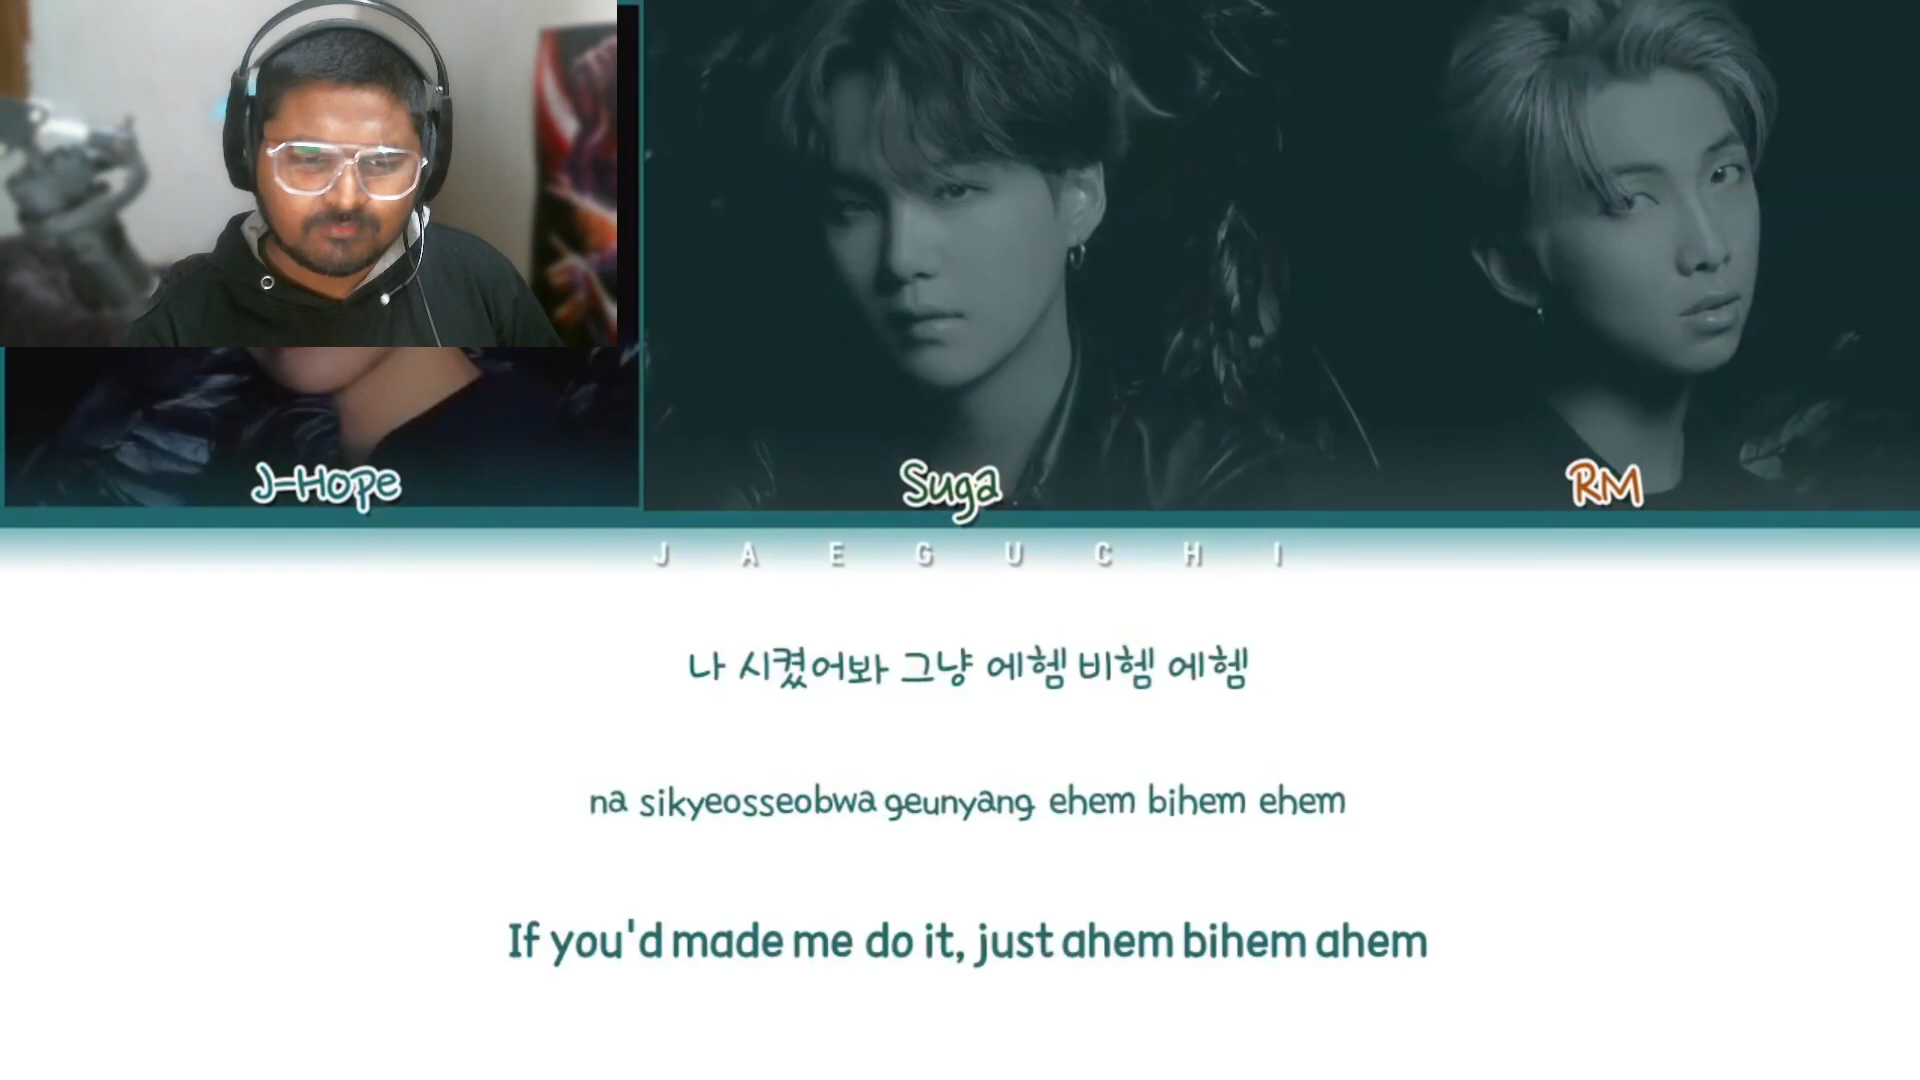 J-Hope
Suga
RM
JAEGUCHI
나 시켰어봐 그냥 에헴 비헴 에헴
na sikyeosseobwa geunyang ehem bihem ehem
If you'd made me do it, just ahem bihem ahem